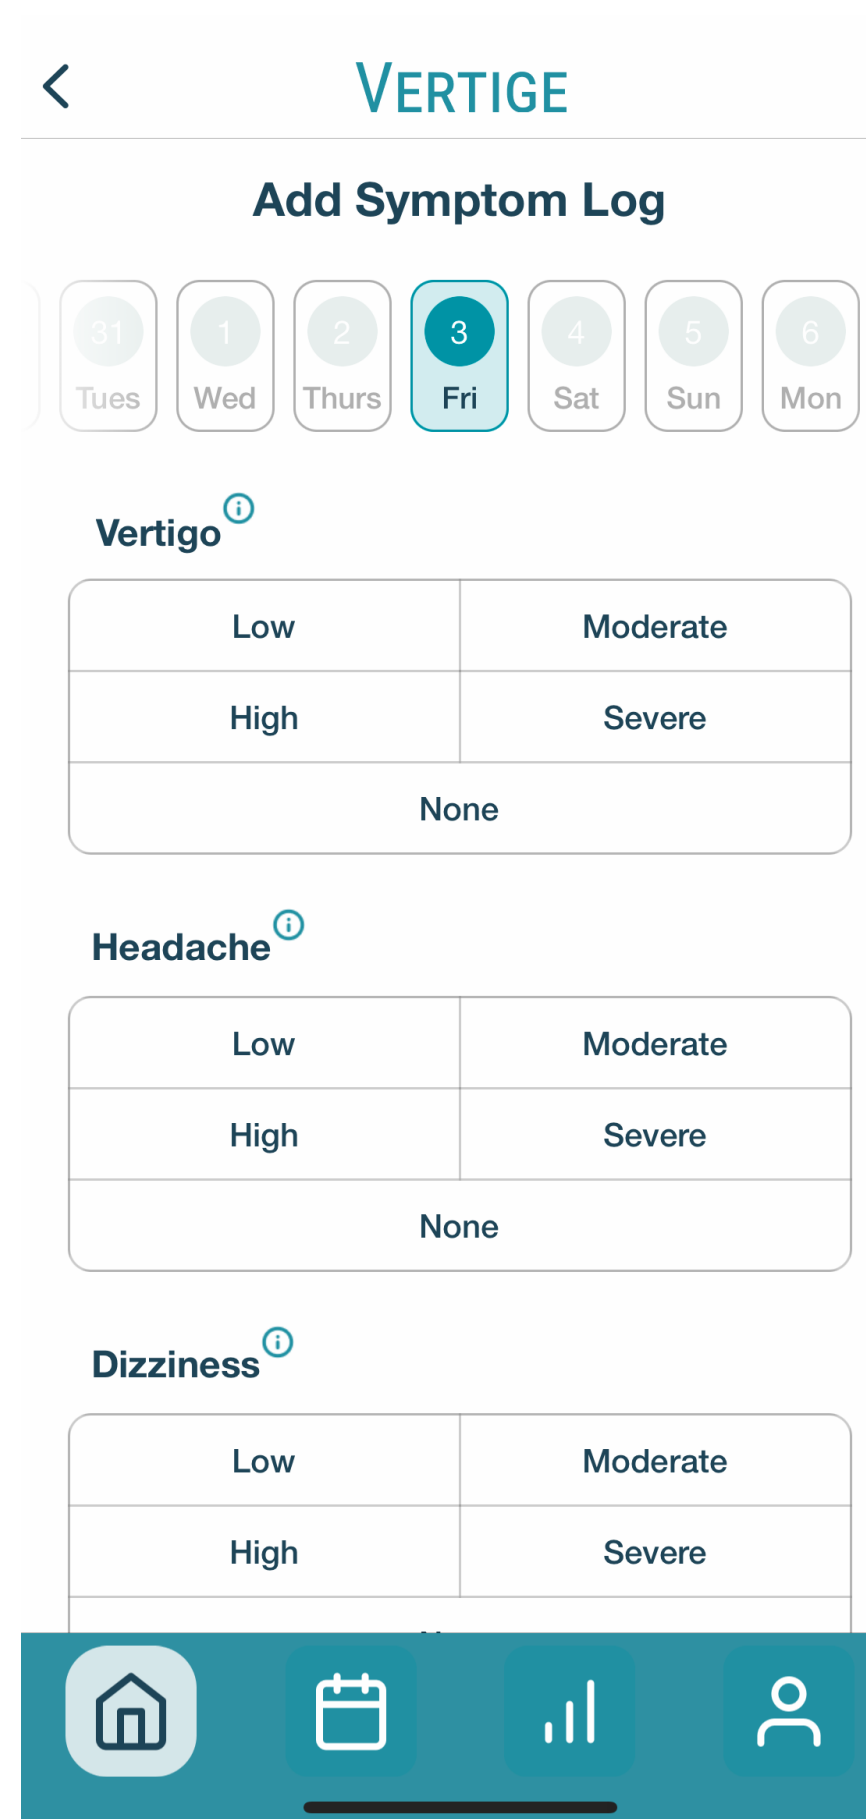 VERTIGE
Add Symptom Log
31 1 2 3 4 5 6
Tues Wed Thurs Fri Sat Sun Mon
Vertigo
Low Moderate
High Severe
None
Headache
Low Moderate
High Severe
None
Dizziness
Low Moderate
High Severe